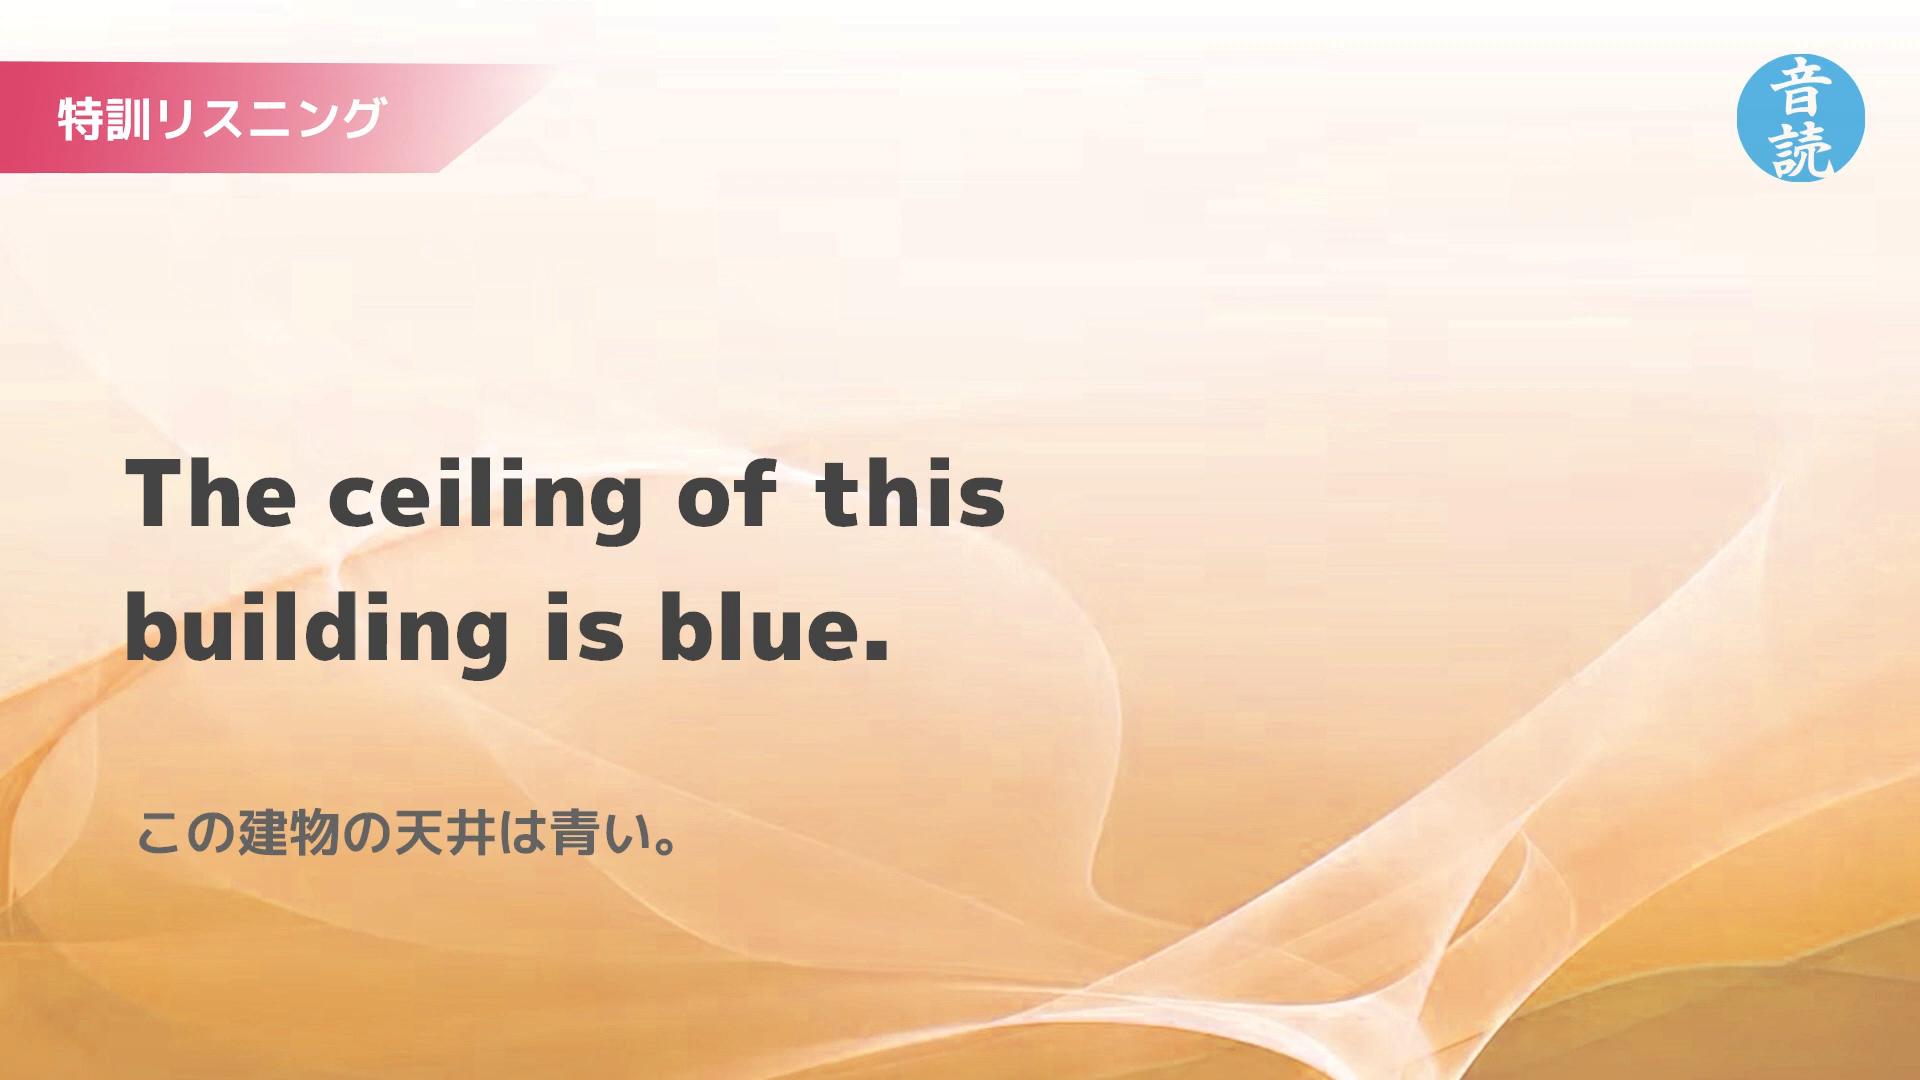 特訓リスニング
音
読
The ceiling of this
building is blue.
この建物の天井は青い。